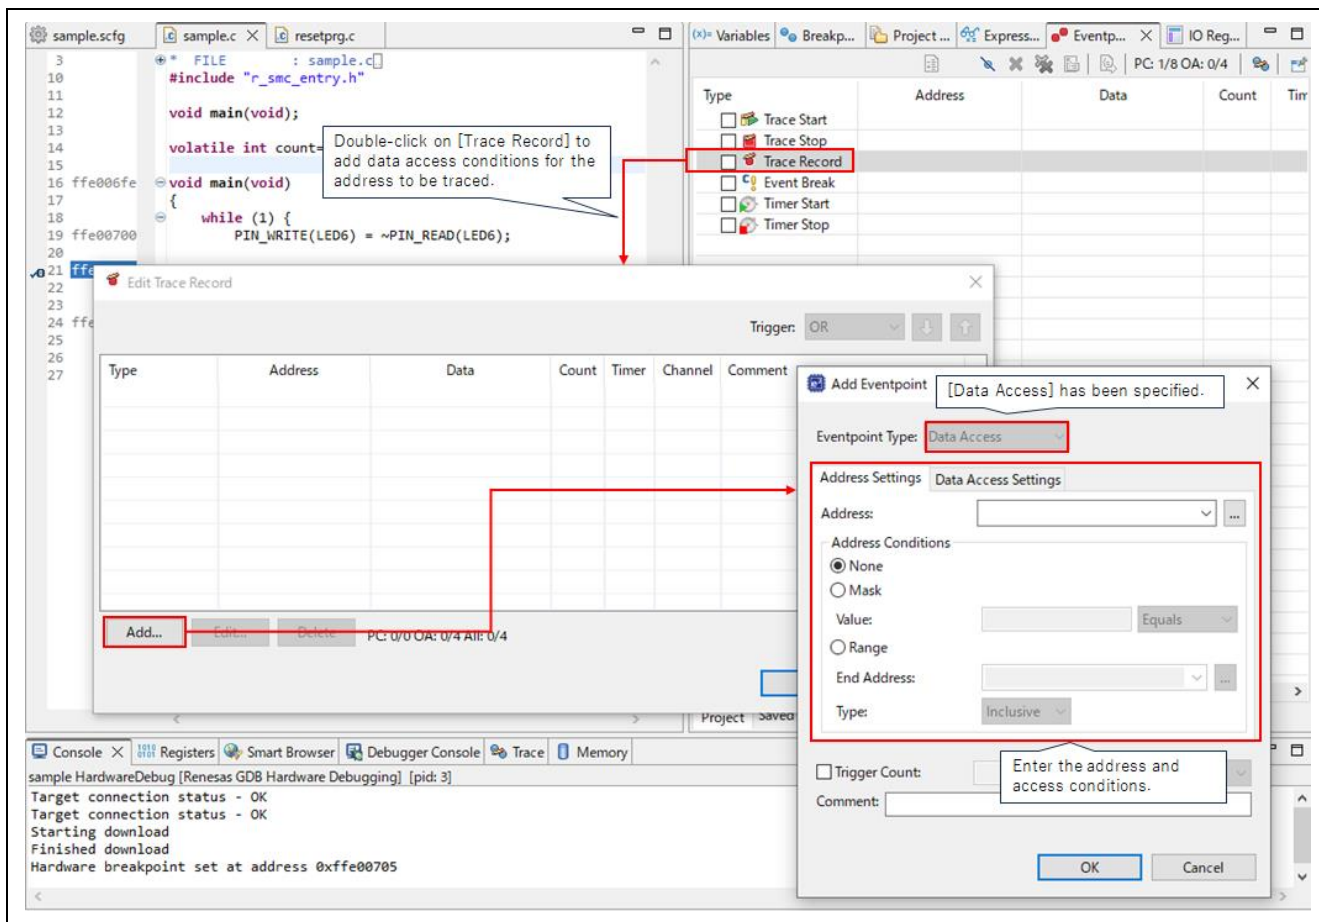 sample.scfg
sample.c
resetprg.c
3 * FILE : sample.c
10 #include "r_smc_entry.h"
11
12 void main(void);
13
14 volatile int count=
15
16 ffe006fe void main(void)
17 {
18 while (1) {
19 ffe00700 PIN_WRITE(LED6) = ~PIN_READ(LED6);
20
21 ffe
22
23
24 ffe
25
26
27
Double-click on [Trace Record] to
add data access conditions for the
address to be traced.
(x)= Variables
Breakp...
Project ...
Express...
Eventp...
IO Reg...
PC: 1/8 OA: 0/4
Type Address Data Count Tim
Trace Start
Trace Stop
Trace Record
Event Break
Timer Start
Timer Stop
Edit Trace Record
Trigger: OR
Type Address Data Count Timer Channel Comment
Add... Edit... Delete PC: 0/0 OA: 0/4 All: 0/4
Add Eventpoint
[Data Access] has been specified.
Eventpoint Type: Data Access
Address Settings Data Access Settings
Address: ...
Address Conditions
None
Mask
Value: Equals
Range
End Address: ...
Type: Inclusive
Trigger Count:
Enter the address and
access conditions.
Comment:
OK Cancel
Project Saved
Console
Registers
Smart Browser
Debugger Console
Trace
Memory
sample HardwareDebug [Renesas GDB Hardware Debugging] [pid: 3]
Target connection status - OK
Target connection status - OK
Starting download
Finished download
Hardware breakpoint set at address 0xffe00705